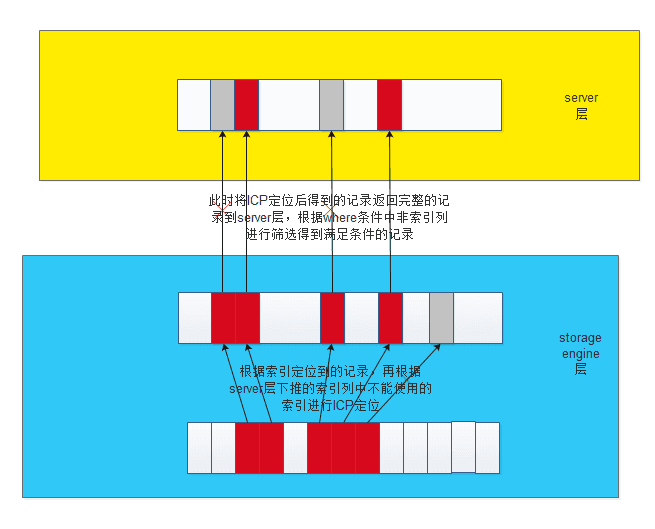 server
层
此时将ICP定位后得到的记录返回完整的记
录到server层，根据where条件中非索引列
进行筛选得到满足条件的记录
storage
engine
层
根据索引定位到的记录，再根据
server层下推的索引列中不能使用的
索引进行ICP定位